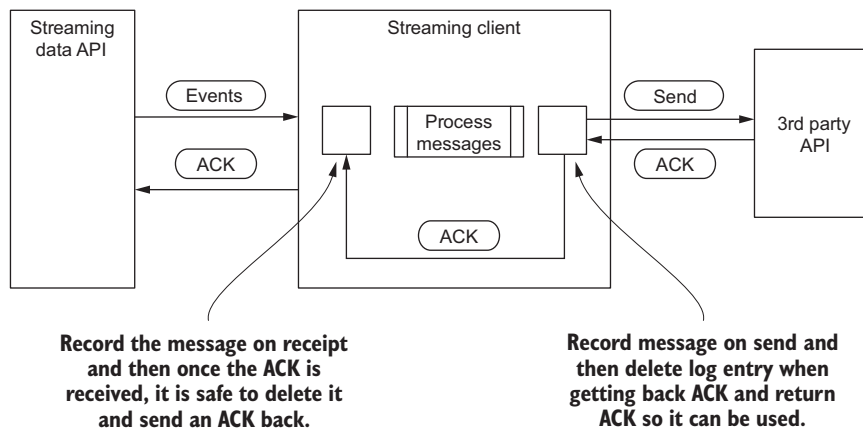 Streaming
data API
Streaming client
Events
ACK
Process
messages
ACK
Send
ACK
3rd party
API
Record the message on receipt
and then once the ACK is
received, it is safe to delete it
and send an ACK back.
Record message on send and
then delete log entry when
getting back ACK and return
ACK so it can be used.